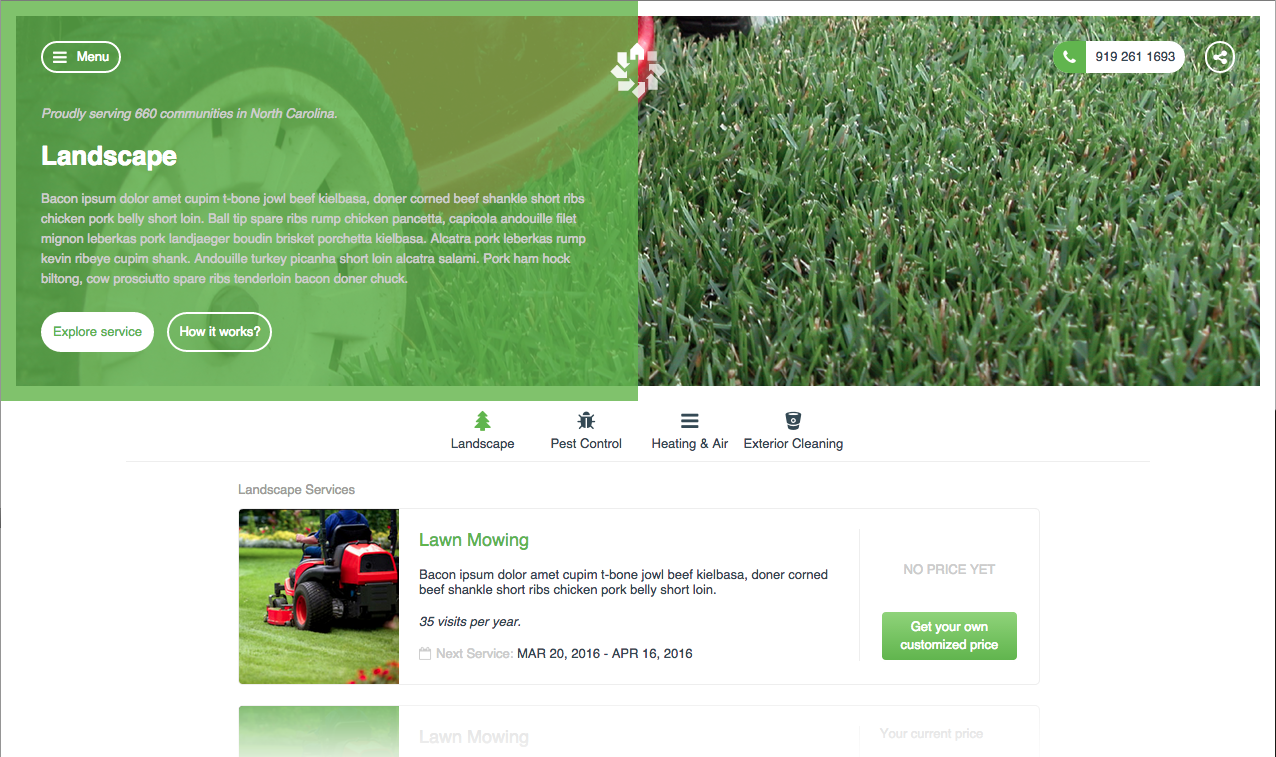 Menu
919 261 1693
Proudly serving 660 communities in North Carolina.
Landscape
Bacon ipsum dolor amet cupim t-bone jowl beef kielbasa, doner corned beef shankle short ribs
chicken pork belly short loin. Ball tip spare ribs rump chicken pancetta, capicola andouille filet
mignon leberkas pork landjaeger boudin brisket porchetta kielbasa. Alcatra pork leberkas rump
kevin ribeye cupim shank. Andouille turkey picanha short loin alcatra salami. Pork ham hock
biltong, cow prosciutto spare ribs tenderloin bacon doner chuck.
Explore service
How it works?
Landscape
Pest Control
Heating & Air
Exterior Cleaning
Landscape Services
Lawn Mowing
Bacon ipsum dolor amet cupim t-bone jowl beef kielbasa, doner corned
beef shankle short ribs chicken pork belly short loin.
35 visits per year.
Next Service: MAR 20, 2016 - APR 16, 2016
NO PRICE YET
Get your own
customized price
Lawn Mowing
Your current price